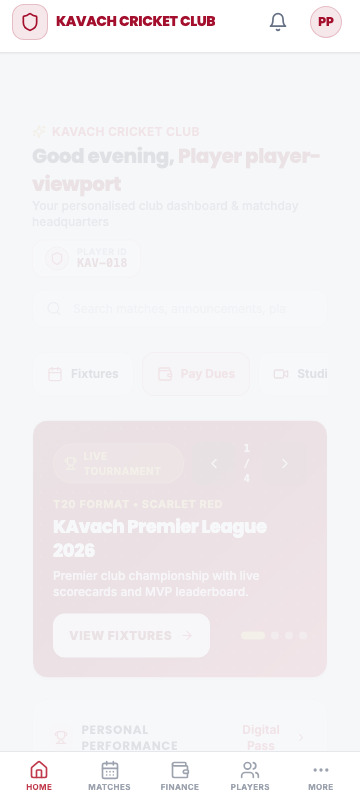 KAVACH CRICKET CLUB
PP
KAVACH CRICKET CLUB
Good evening, Player player-
viewport
Your personalised club dashboard & matchday
headquarters
PLAYER ID
KAV-018
Search matches, announcements, pla
Fixtures
Pay Dues
Studi
LIVE
TOURNAMENT
1
/
4
T20 FORMAT • SCARLET RED
KAvach Premier League
2026
Premier club championship with live
scorecards and MVP leaderboard.
VIEW FIXTURES
PERSONAL
PERFORMANCE
Digital
Pass
HOME
MATCHES
FINANCE
PLAYERS
MORE